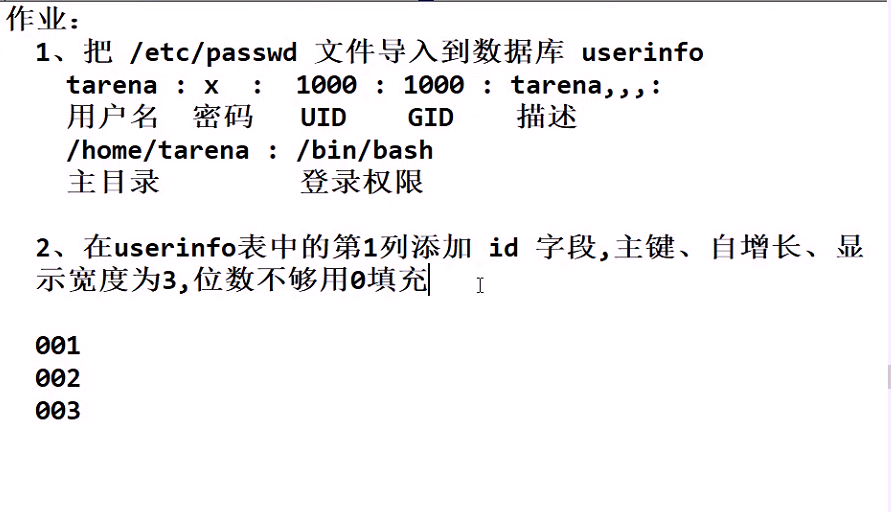 作业:
1、把 /etc/passwd 文件导入到数据库 userinfo
tarena : x : 1000 : 1000 : tarena,,,:
用户名 密码 UID GID 描述
/home/tarena : /bin/bash
主目录 登录权限
2、在userinfo表中的第1列添加 id 字段,主键、自增长、显
示宽度为3,位数不够用0填充
001
002
003